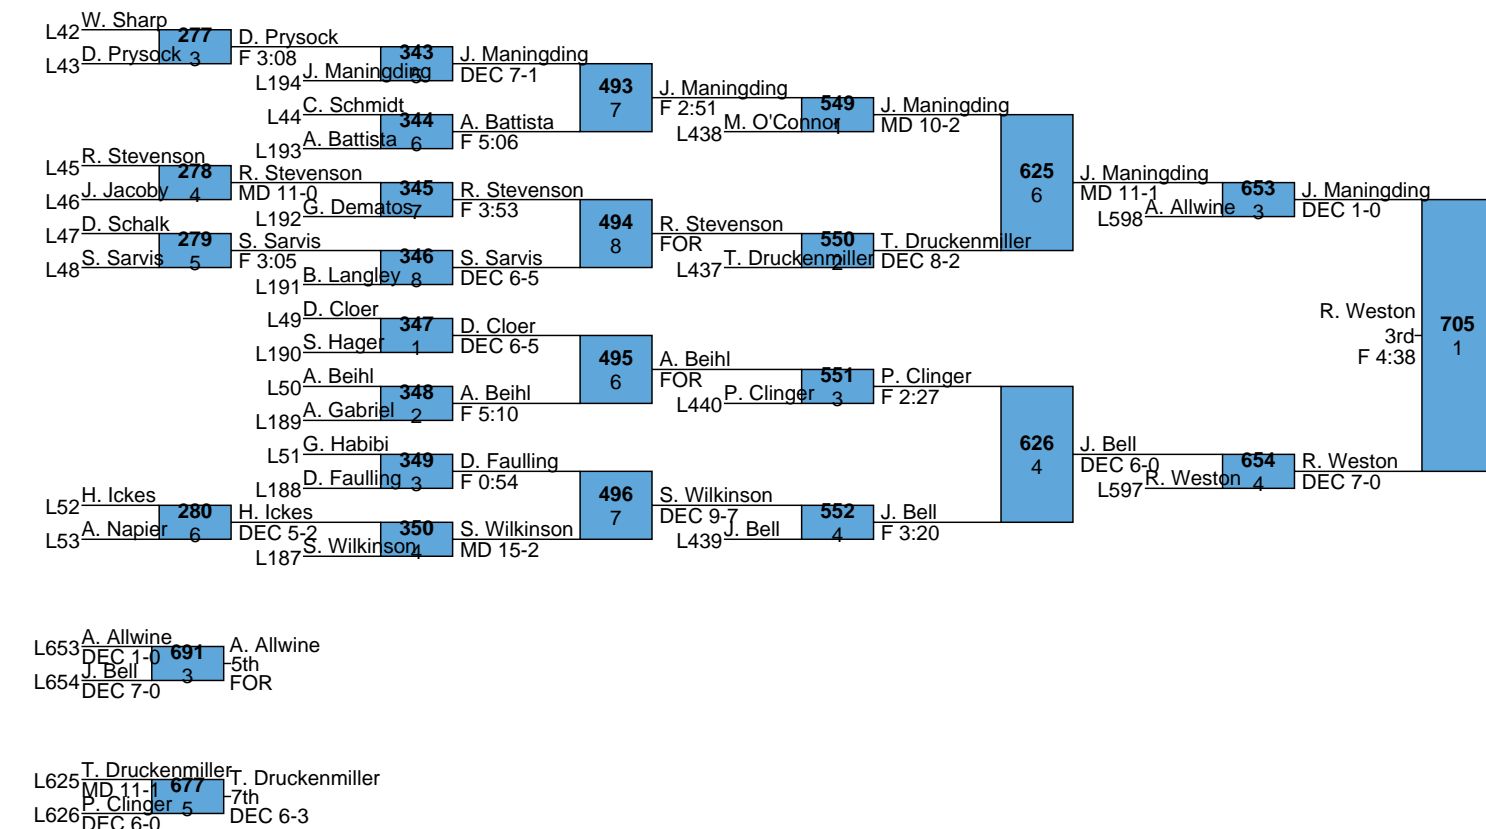 L42 W. Sharp
277
3
L43 D. Prysock
D. Prysock
F 3:08
343
5
L194 J. Maningding
J. Maningding
DEC 7-1
493
7
L44 C. Schmidt
344
6
L193 A. Battista
A. Battista
F 5:06
J. Maningding
F 2:51
549
1
L438 M. O'Connor
J. Maningding
MD 10-2
625
6
L45 R. Stevenson
278
4
L46 J. Jacoby
R. Stevenson
MD 11-0
345
7
L192 G. Dematos
R. Stevenson
F 3:53
494
8
L47 D. Schalk
279
5
L48 S. Sarvis
S. Sarvis
F 3:05
346
8
L191 B. Langley
S. Sarvis
DEC 6-5
R. Stevenson
FOR
550
2
L437 T. Druckenmiller
T. Druckenmiller
DEC 8-2
J. Maningding
MD 11-1
653
3
L598 A. Allwine
J. Maningding
DEC 1-0
L49 D. Cloer
347
1
L190 S. Hager
D. Cloer
DEC 6-5
495
6
L50 A. Beihl
348
2
L189 A. Gabriel
A. Beihl
F 5:10
A. Beihl
FOR
551
3
L440 P. Clinger
P. Clinger
F 2:27
626
4
R. Weston
3rd
F 4:38
705
1
L51 G. Habibi
349
3
L188 D. Faulling
D. Faulling
F 0:54
496
7
L52 H. Ickes
280
6
L53 A. Napier
H. Ickes
DEC 5-2
350
4
L187 S. Wilkinson
S. Wilkinson
MD 15-2
S. Wilkinson
DEC 9-7
552
4
L439 J. Bell
J. Bell
F 3:20
J. Bell
DEC 6-0
654
4
L597 R. Weston
R. Weston
DEC 7-0
L653 A. Allwine
DEC 1-0
691
3
L654 J. Bell
DEC 7-0
A. Allwine
5th
FOR
L625 T. Druckenmiller
MD 11-1
677
5
L626 P. Clinger
DEC 6-0
T. Druckenmiller
7th
DEC 6-3